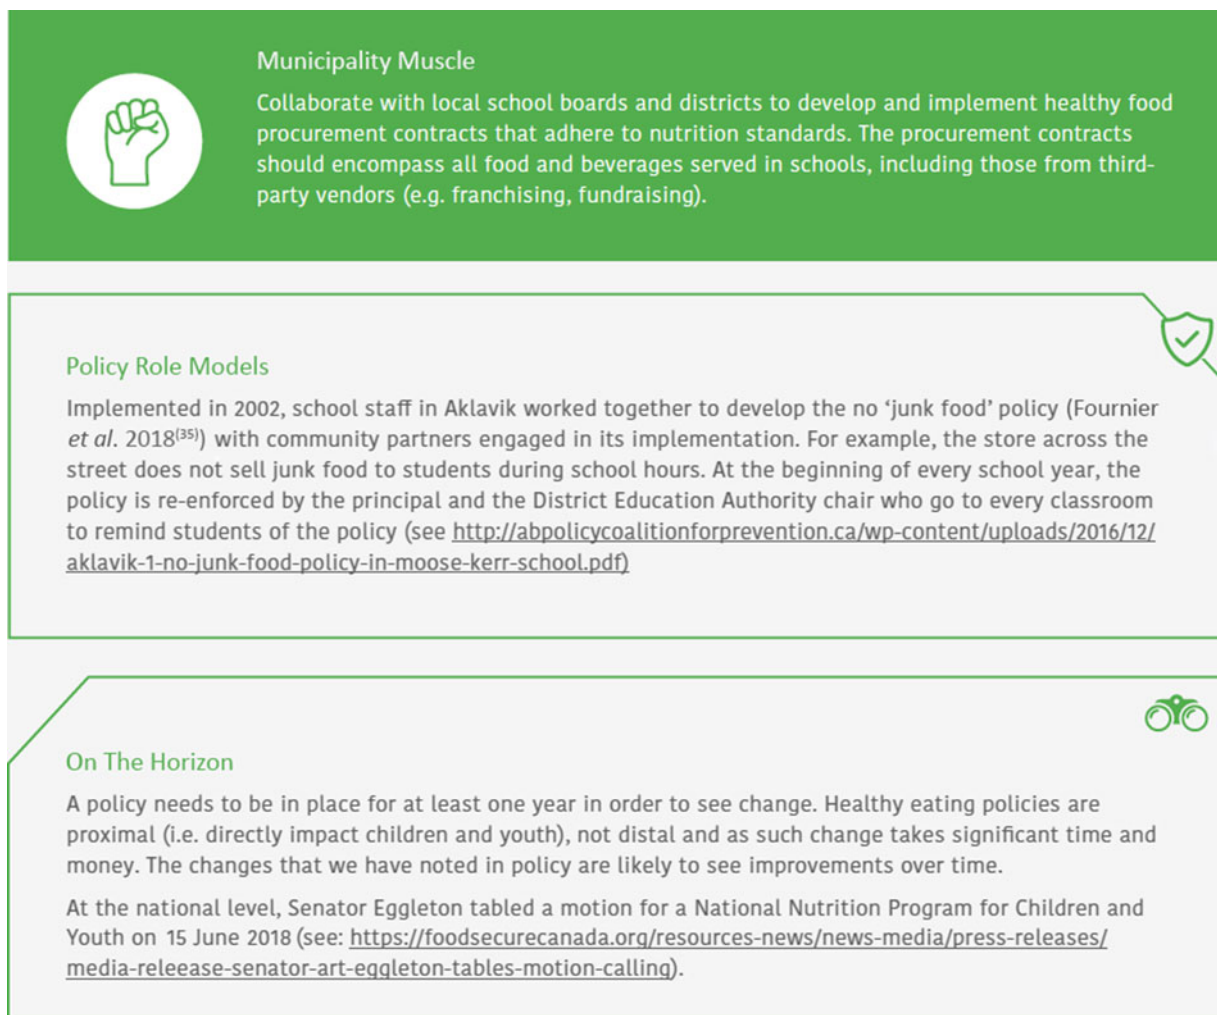 Municipality Muscle
Collaborate with local school boards and districts to develop and implement healthy food
procurement contracts that adhere to nutrition standards. The procurement contracts
should encompass all food and beverages served in schools, including those from third-
party vendors (e.g. franchising, fundraising).
Policy Role Models
Implemented in 2002, school staff in Aklavik worked together to develop the no ‘junk food’ policy (Fournier
et al. 2018(35)) with community partners engaged in its implementation. For example, the store across the
street does not sell junk food to students during school hours. At the beginning of every school year, the
policy is re-enforced by the principal and the District Education Authority chair who go to every classroom
to remind students of the policy (see http://abpolicycoalitionforprevention.ca/wp-content/uploads/2016/12/
aklavik-1-no-junk-food-policy-in-moose-kerr-school.pdf)
On The Horizon
A policy needs to be in place for at least one year in order to see change. Healthy eating policies are
proximal (i.e. directly impact children and youth), not distal and as such change takes significant time and
money. The changes that we have noted in policy are likely to see improvements over time.
At the national level, Senator Eggleton tabled a motion for a National Nutrition Program for Children and
Youth on 15 June 2018 (see: https://foodsecurecanada.org/resources-news/news-media/press-releases/
media-releease-senator-art-eggleton-tables-motion-calling).